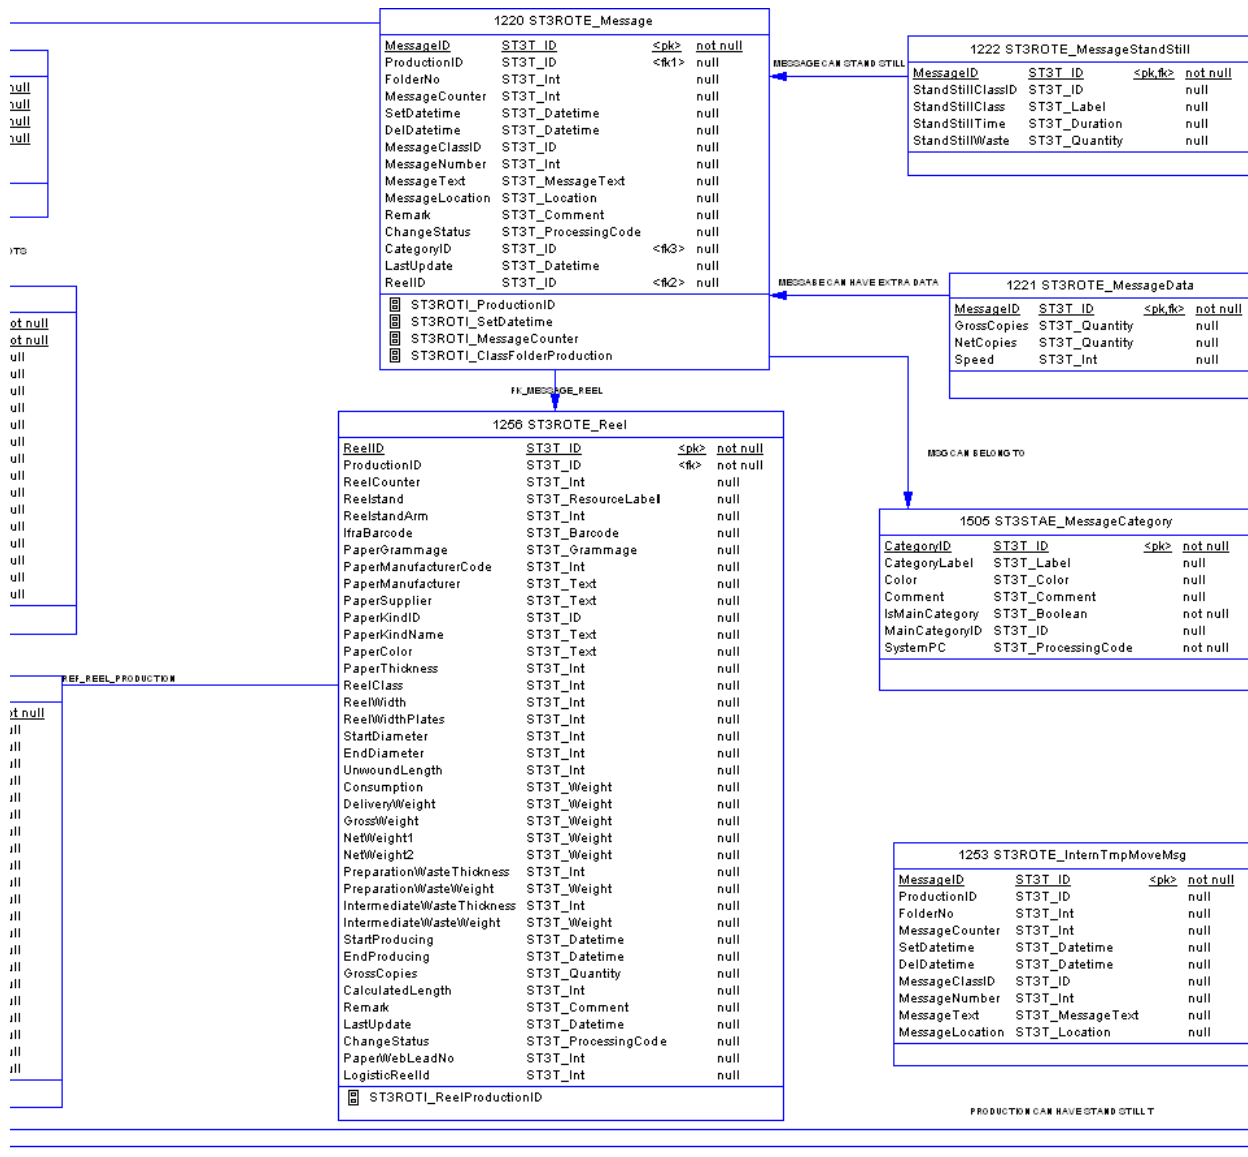 1220 ST3ROTE_Message
MessageID ST3T_ID <pk> not null
ProductionID ST3T_ID <fk1> null
FolderNo ST3T_Int null
MessageCounter ST3T_Int null
SetDatetime ST3T_Datetime null
DelDatetime ST3T_Datetime null
MessageClassID ST3T_ID null
MessageNumber ST3T_Int null
MessageText ST3T_MessageText null
MessageLocation ST3T_Location null
Remark ST3T_Comment null
ChangeStatus ST3T_ProcessingCode null
CategoryID ST3T_ID <fk3> null
LastUpdate ST3T_Datetime null
ReelID ST3T_ID <fk2> null
ST3ROTI_ProductionID
ST3ROTI_SetDatetime
ST3ROTI_MessageCounter
ST3ROTI_ClassFolderProduction
MESSAGE CAN STAND STILL
1222 ST3ROTE_MessageStandStill
MessageID ST3T_ID <pk,fk> not null
StandStillClassID ST3T_ID null
StandStillClass ST3T_Label null
StandStillTime ST3T_Duration null
StandStillWaste ST3T_Quantity null
MESSABE CAN HAVE EXTRA DATA
1221 ST3ROTE_MessageData
MessageID ST3T_ID <pk,fk> not null
GrossCopies ST3T_Quantity null
NetCopies ST3T_Quantity null
Speed ST3T_Int null
FK_MESSAGE_REEL
MSG CAN BELONG TO
1256 ST3ROTE_Reel
ReelID ST3T_ID <pk> not null
ProductionID ST3T_ID <fk> not null
ReelCounter ST3T_Int null
Reelstand ST3T_ResourceLabel null
ReelstandArm ST3T_Int null
IfraBarcode ST3T_Barcode null
PaperGrammage ST3T_Grammage null
PaperManufacturerCode ST3T_Int null
PaperManufacturer ST3T_Text null
PaperSupplier ST3T_Text null
PaperKindID ST3T_ID null
PaperKindName ST3T_Text null
PaperColor ST3T_Text null
PaperThickness ST3T_Int null
ReelClass ST3T_Int null
ReelWidth ST3T_Int null
ReelWidthPlates ST3T_Int null
StartDiameter ST3T_Int null
EndDiameter ST3T_Int null
UnwoundLength ST3T_Int null
Consumption ST3T_Weight null
DeliveryWeight ST3T_Weight null
GrossWeight ST3T_Weight null
NetWeight1 ST3T_Weight null
NetWeight2 ST3T_Weight null
PreparationWasteThickness ST3T_Int null
PreparationWasteWeight ST3T_Weight null
IntermediateWasteThickness ST3T_Int null
IntermediateWasteWeight ST3T_Weight null
StartProducing ST3T_Datetime null
EndProducing ST3T_Datetime null
GrossCopies ST3T_Quantity null
CalculatedLength ST3T_Int null
Remark ST3T_Comment null
LastUpdate ST3T_Datetime null
ChangeStatus ST3T_ProcessingCode null
PaperWebLeadNo ST3T_Int null
LogisticReelId ST3T_Int null
ST3ROTI_ReelProductionID
REF_REEL_PRODUCTION
1505 ST3STAE_MessageCategory
CategoryID ST3T_ID <pk> not null
CategoryLabel ST3T_Label null
Color ST3T_Color null
Comment ST3T_Comment null
IsMainCategory ST3T_Boolean not null
MainCategoryID ST3T_ID null
SystemPC ST3T_ProcessingCode not null
1253 ST3ROTE_InternTmpMoveMsg
MessageID ST3T_ID <pk> not null
ProductionID ST3T_ID null
FolderNo ST3T_Int null
MessageCounter ST3T_Int null
SetDatetime ST3T_Datetime null
DelDatetime ST3T_Datetime null
MessageClassID ST3T_ID null
MessageNumber ST3T_Int null
MessageText ST3T_MessageText null
MessageLocation ST3T_Location null
PRODUCTION CAN HAVE STAND STILL T